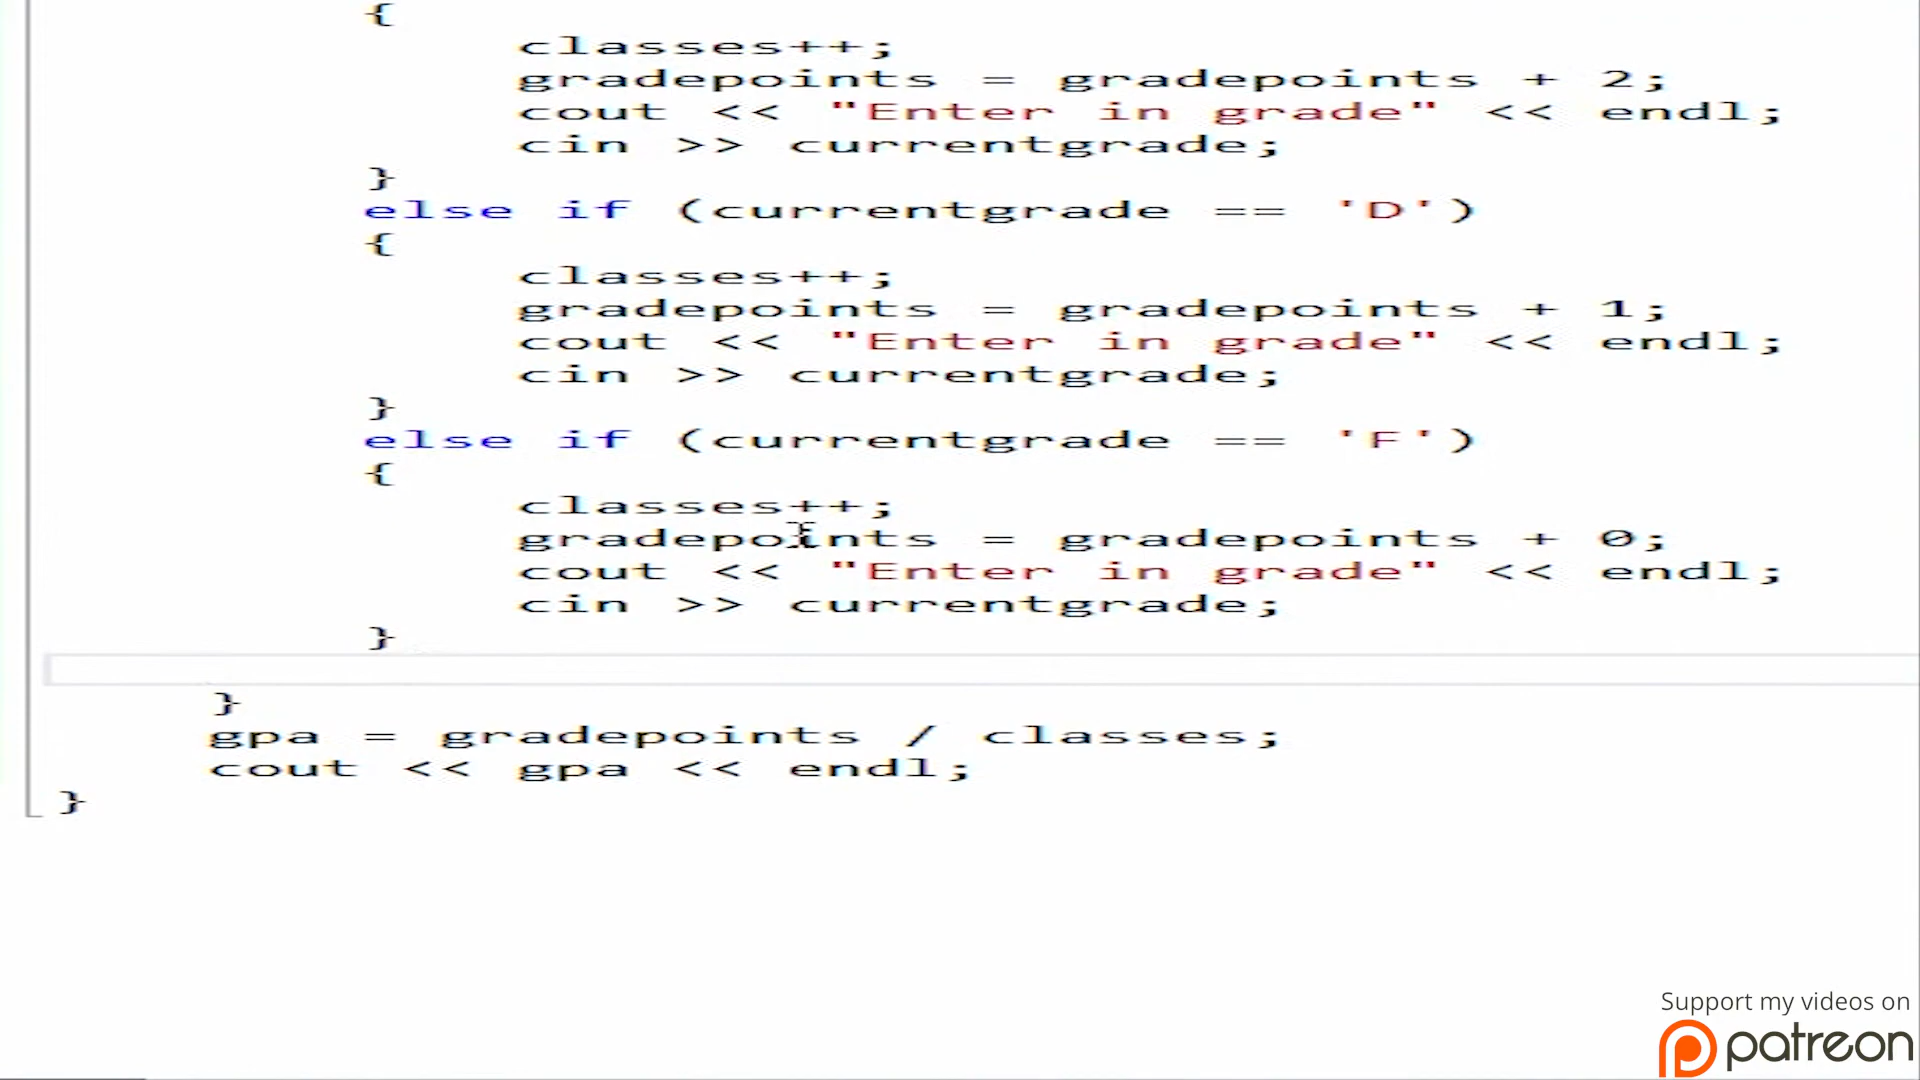 {
classes++;
gradepoints = gradepoints + 2;
cout << "Enter in grade" << endl;
cin >> currentgrade;
}
else if (currentgrade == 'D')
{
classes++;
gradepoints = gradepoints + 1;
cout << "Enter in grade" << endl;
cin >> currentgrade;
}
else if (currentgrade == 'F')
{
classes++;
gradepoints = gradepoints + 0;
cout << "Enter in grade" << endl;
cin >> currentgrade;
}
}
gpa = gradepoints / classes;
cout << gpa << endl;
}
Support my videos on
patreon